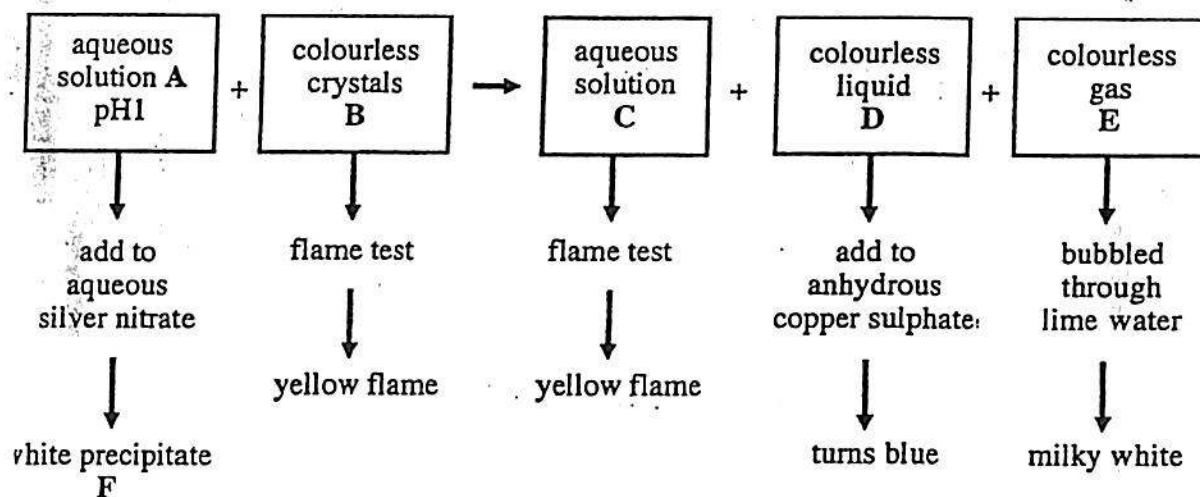 aqueous
solution A
pH1
+
colourless
crystals
B
aqueous
solution
C
+
colourless
liquid
D
+
colourless
gas
E
add to
aqueous
silver nitrate
flame test
flame test
add to
anhydrous
copper sulphate
bubbled
through
lime water
yellow flame
yellow flame
white precipitate
F
turns blue
milky white